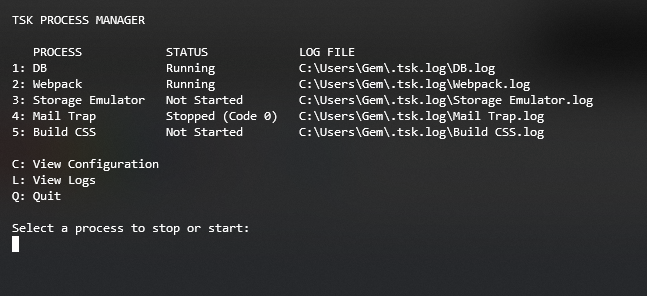 TSK PROCESS MANAGER
PROCESS STATUS LOG FILE
1: DB Running C:\Users\Gem\.tsk.log\DB.log
2: Webpack Running C:\Users\Gem\.tsk.log\Webpack.log
3: Storage Emulator Not Started C:\Users\Gem\.tsk.log\Storage Emulator.log
4: Mail Trap Stopped (Code 0) C:\Users\Gem\.tsk.log\Mail Trap.log
5: Build CSS Not Started C:\Users\Gem\.tsk.log\Build CSS.log
C: View Configuration
L: View Logs
Q: Quit
Select a process to stop or start: